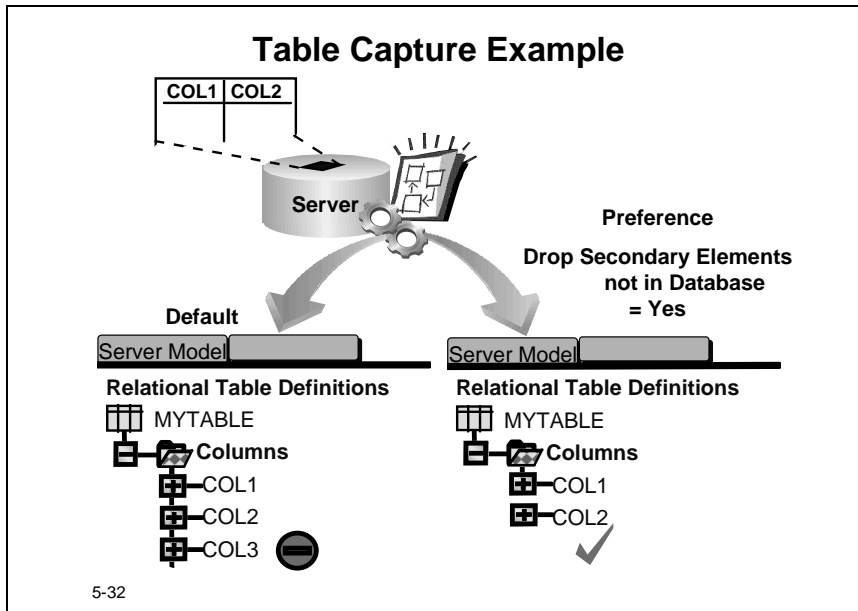 Table Capture Example
COL1 COL2
Server
Preference
Drop Secondary Elements
not in Database
= Yes
Default
Server Model
Relational Table Definitions
MYTABLE
Columns
COL1
COL2
COL3
Server Model
Relational Table Definitions
MYTABLE
Columns
COL1
COL2
5-32